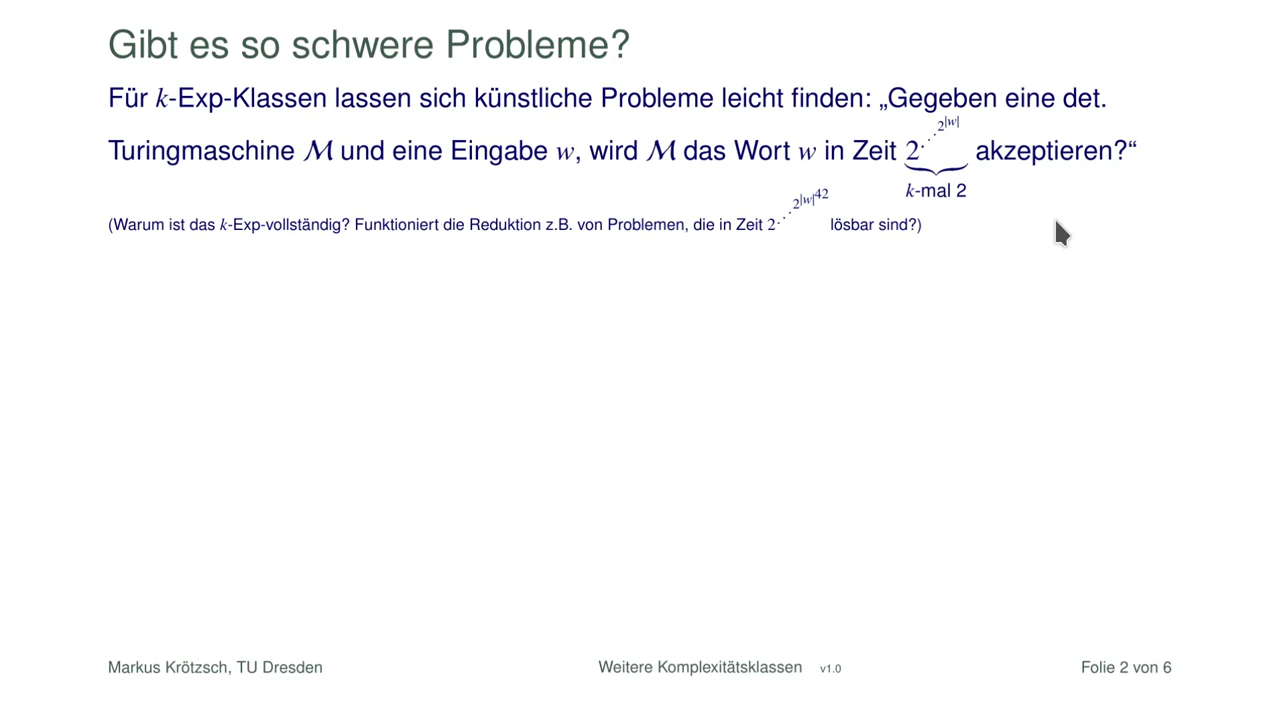 Gibt es so schwere Probleme?
Für k-Exp-Klassen lassen sich künstliche Probleme leicht finden: „Gegeben eine det.
Turingmaschine ℳ und eine Eingabe w, wird ℳ das Wort w in Zeit 2^{⋰^{2^{|w|}}} akzeptieren?“
k-mal 2
(Warum ist das k-Exp-vollständig? Funktioniert die Reduktion z.B. von Problemen, die in Zeit 2^{⋰^{2^{|w|^{42}}}} lösbar sind?)
Markus Krötzsch, TU Dresden Weitere Komplexitätsklassen v1.0 Folie 2 von 6